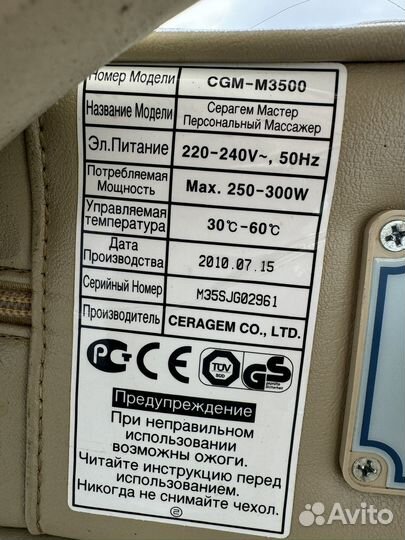 Номер Модели CGM-M3500
Название Модели Серагем Мастер
Персональный Массажер
Эл.Питание 220-240V~, 50Hz
Потребляемая
Мощность Max. 250-300W
Управляемая
температура 30℃-60℃
Дата
Производства 2010.07.15
Серийный Номер M35SJG02961
Производитель CERAGEM CO., LTD.
РСТ CE TÜV GS
Предупреждение
При неправильном
использовании
возможны ожоги.
Читайте инструкцию перед
использованием.
Никогда не снимайте чехол.
②
Avito